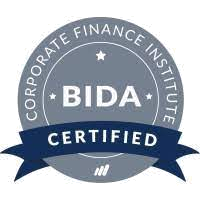 CORPORATE FINANCE INSTITUTE
BIDA
CERTIFIED